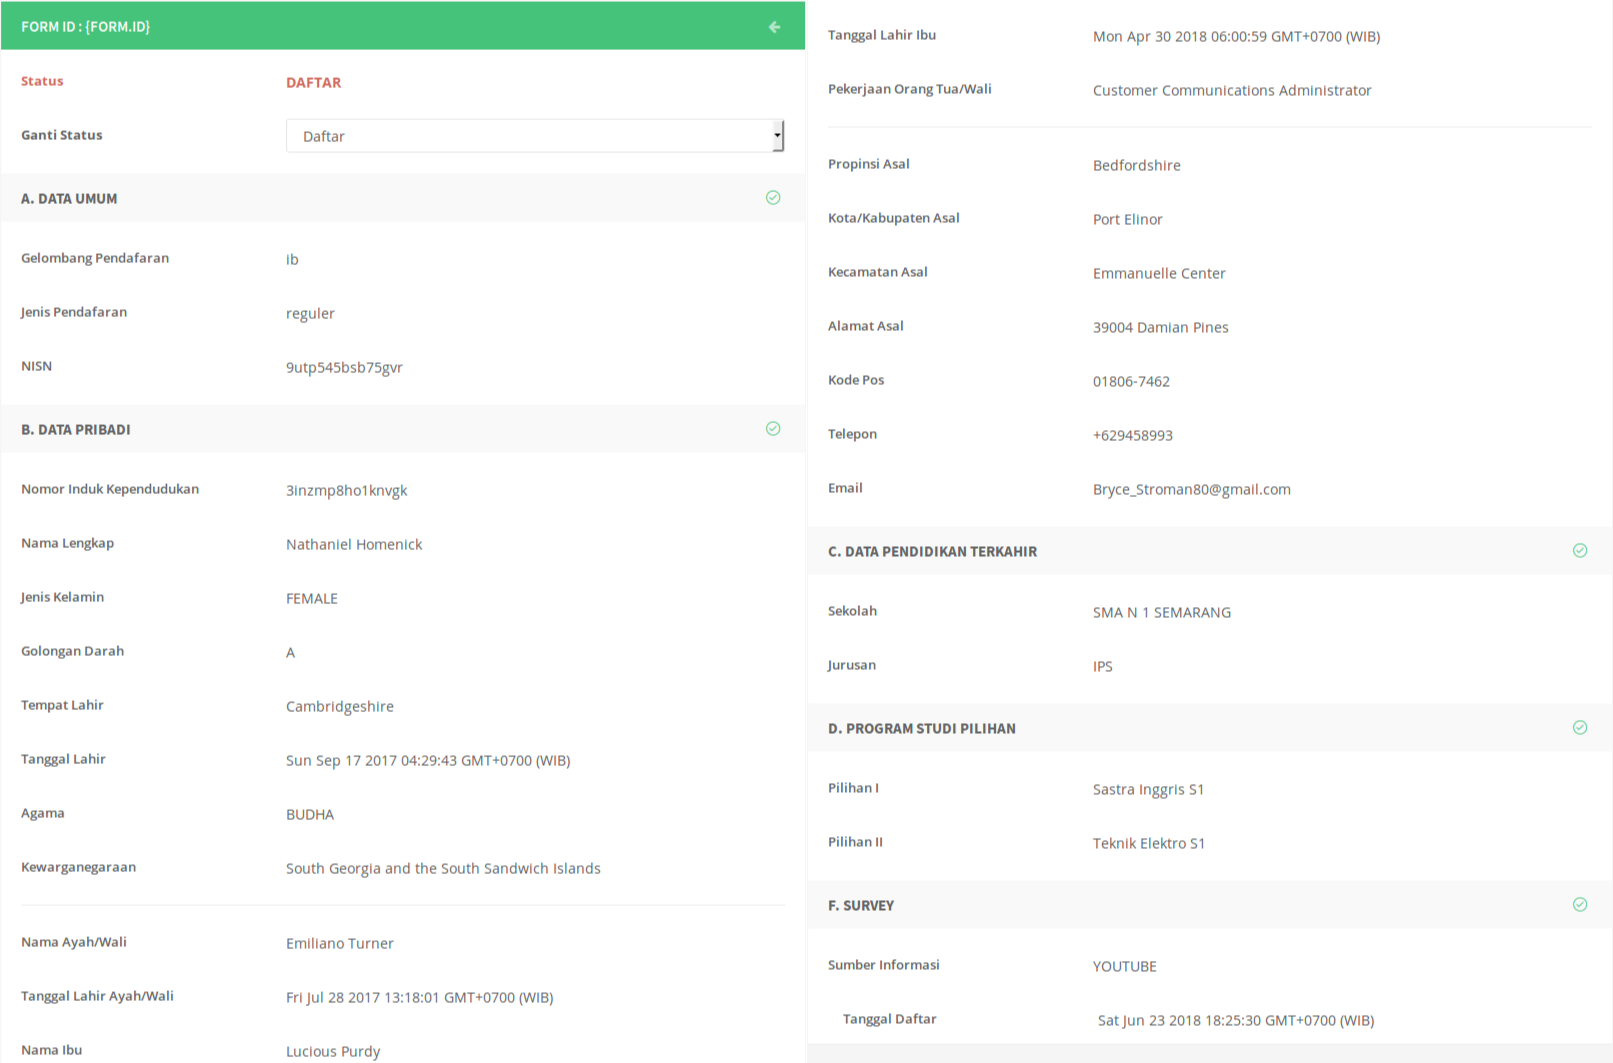 FORM ID : {FORM.ID}
Status DAFTAR
Ganti Status Daftar
A. DATA UMUM
Gelombang Pendafaran ib
Jenis Pendafaran reguler
NISN 9utp545bsb75gvr
B. DATA PRIBADI
Nomor Induk Kependudukan 3inzmp8ho1knvgk
Nama Lengkap Nathaniel Homenick
Jenis Kelamin FEMALE
Golongan Darah A
Tempat Lahir Cambridgeshire
Tanggal Lahir Sun Sep 17 2017 04:29:43 GMT+0700 (WIB)
Agama BUDHA
Kewarganegaraan South Georgia and the South Sandwich Islands
Nama Ayah/Wali Emiliano Turner
Tanggal Lahir Ayah/Wali Fri Jul 28 2017 13:18:01 GMT+0700 (WIB)
Nama Ibu Lucious Purdy
Tanggal Lahir Ibu Mon Apr 30 2018 06:00:59 GMT+0700 (WIB)
Pekerjaan Orang Tua/Wali Customer Communications Administrator
Propinsi Asal Bedfordshire
Kota/Kabupaten Asal Port Elinor
Kecamatan Asal Emmanuelle Center
Alamat Asal 39004 Damian Pines
Kode Pos 01806-7462
Telepon +629458993
Email Bryce_Stroman80@gmail.com
C. DATA PENDIDIKAN TERKAHIR
Sekolah SMA N 1 SEMARANG
Jurusan IPS
D. PROGRAM STUDI PILIHAN
Pilihan I Sastra Inggris S1
Pilihan II Teknik Elektro S1
F. SURVEY
Sumber Informasi YOUTUBE
Tanggal Daftar Sat Jun 23 2018 18:25:30 GMT+0700 (WIB)